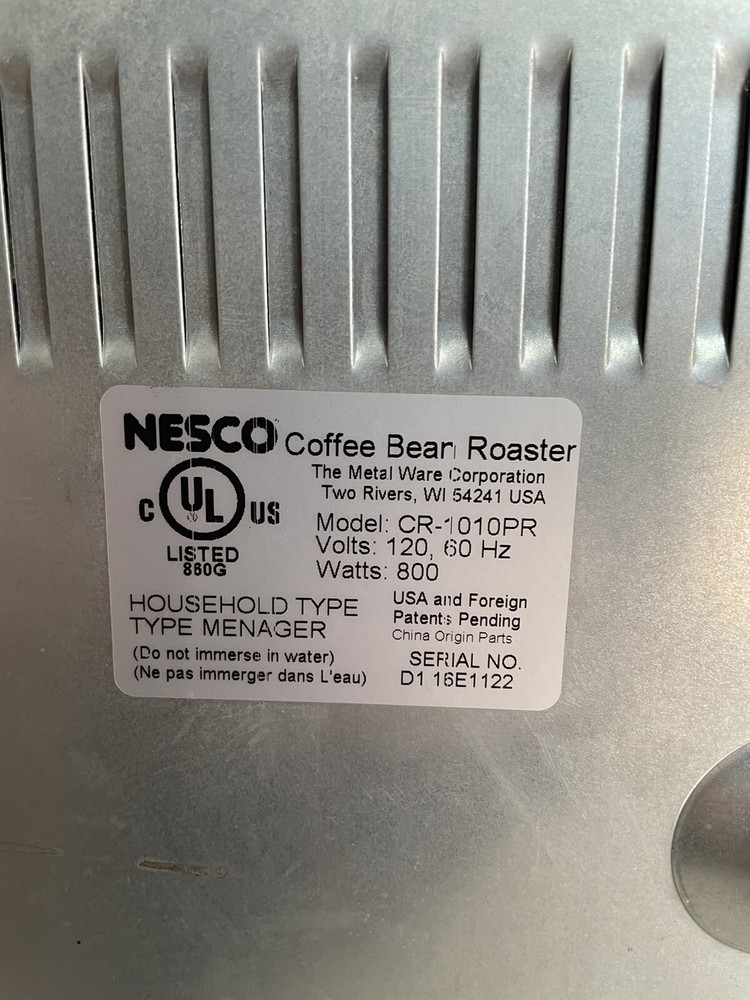 NESCO Coffee Bean Roaster
The Metal Ware Corporation
Two Rivers, WI 54241 USA
C UL US
LISTED
860G
Model: CR-1010PR
Volts: 120, 60 Hz
Watts: 800
HOUSEHOLD TYPE
TYPE MENAGER
(Do not immerse in water)
(Ne pas immerger dans L'eau)
USA and Foreign
Patents Pending
China Origin Parts
SERIAL NO.
D1 16E1122